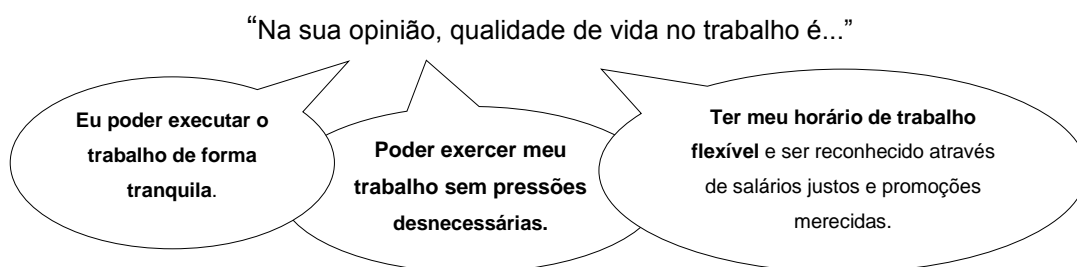 “Na sua opinião, qualidade de vida no trabalho é...”
Eu poder executar o
trabalho de forma
tranquila.
Poder exercer meu
trabalho sem pressões
desnecessárias.
Ter meu horário de trabalho
flexível e ser reconhecido através
de salários justos e promoções
merecidas.